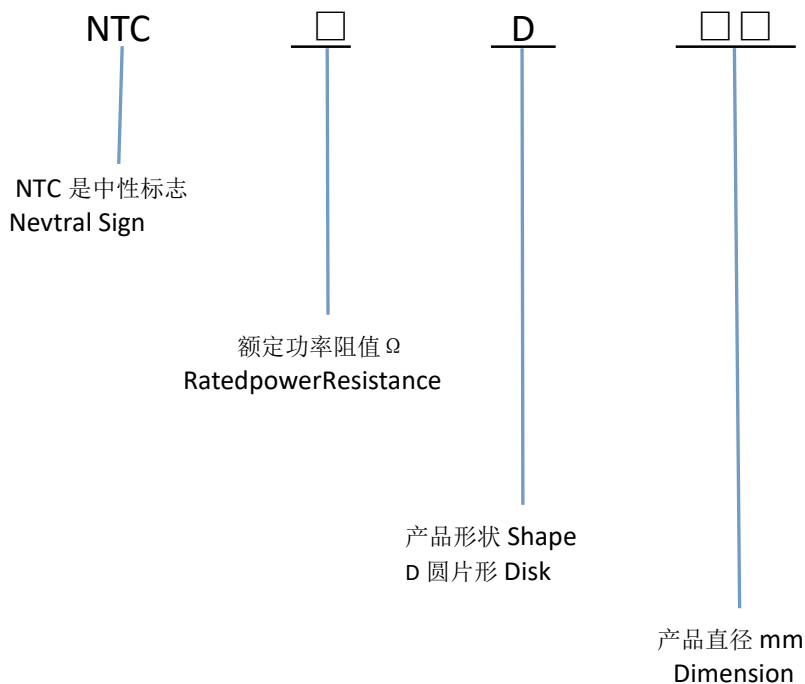 NTC □ D □□
NTC 是中性标志
Nevtral Sign
额定功率阻值 Ω
RatedpowerResistance
产品形状 Shape
D 圆片形 Disk
产品直径 mm
Dimension